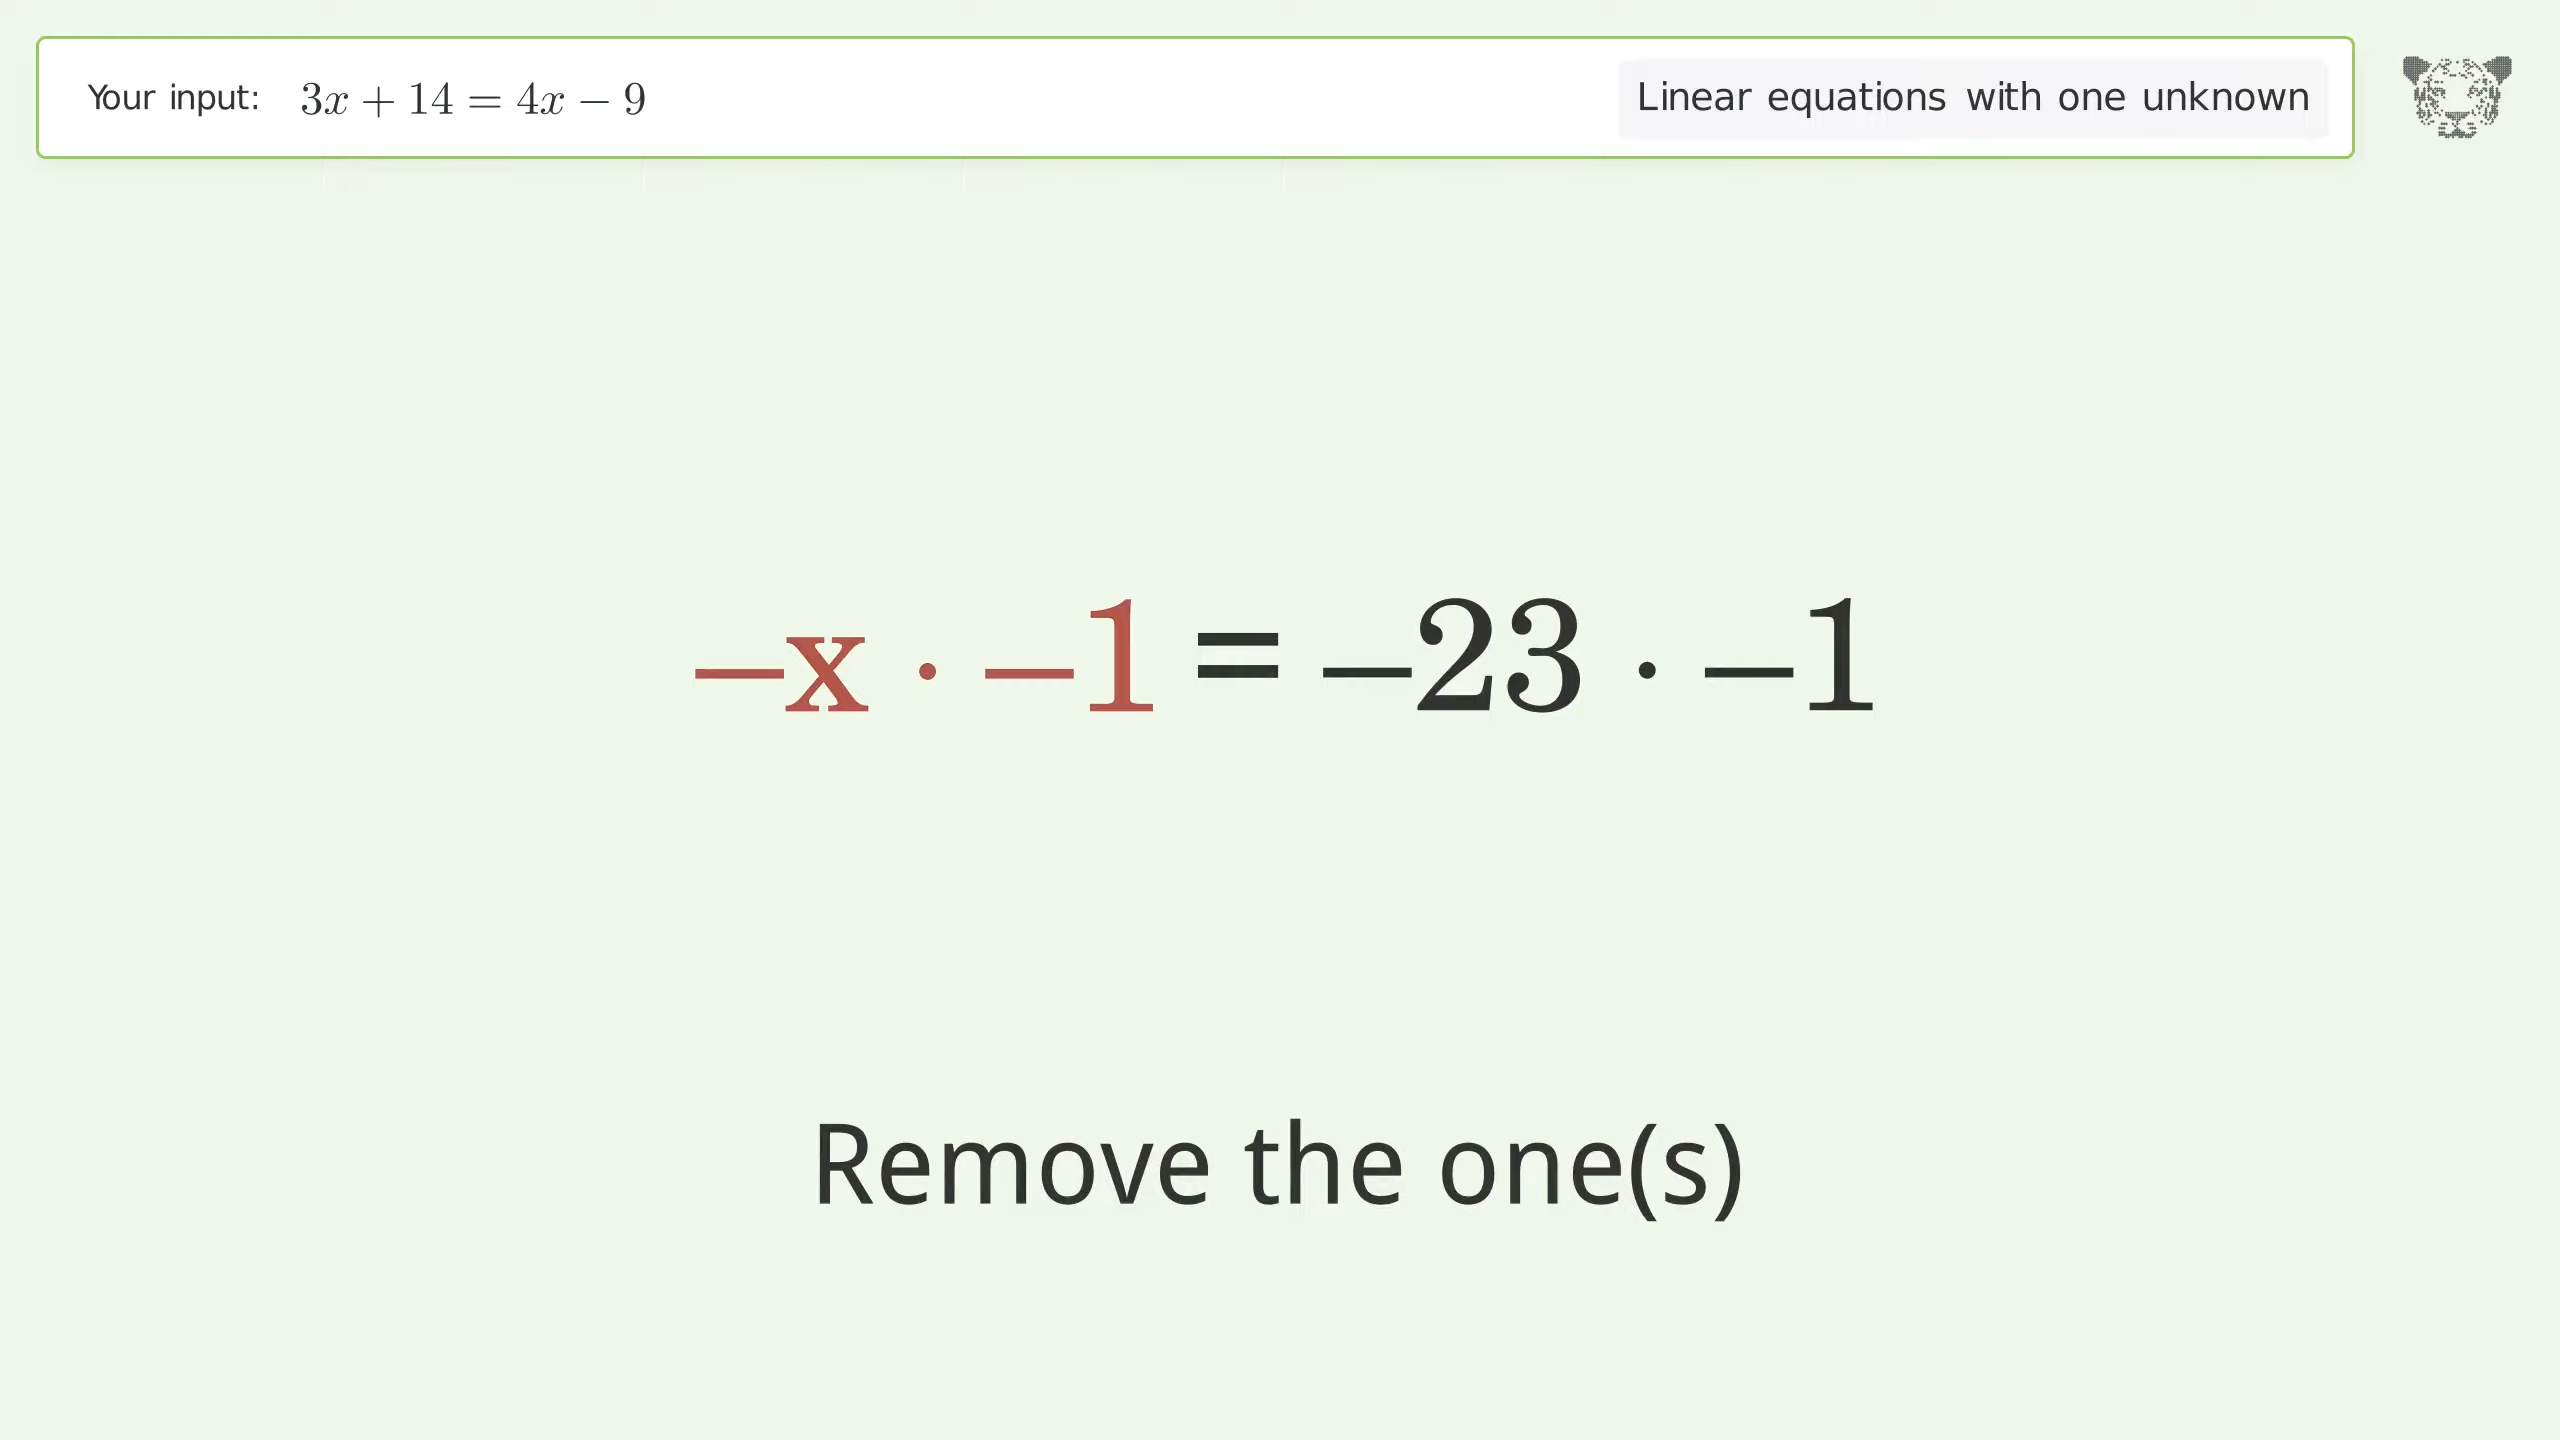 Your input: 3x + 14 = 4x − 9
Linear equations with one unknown
−x · −1 = −23 · −1
Remove the one(s)